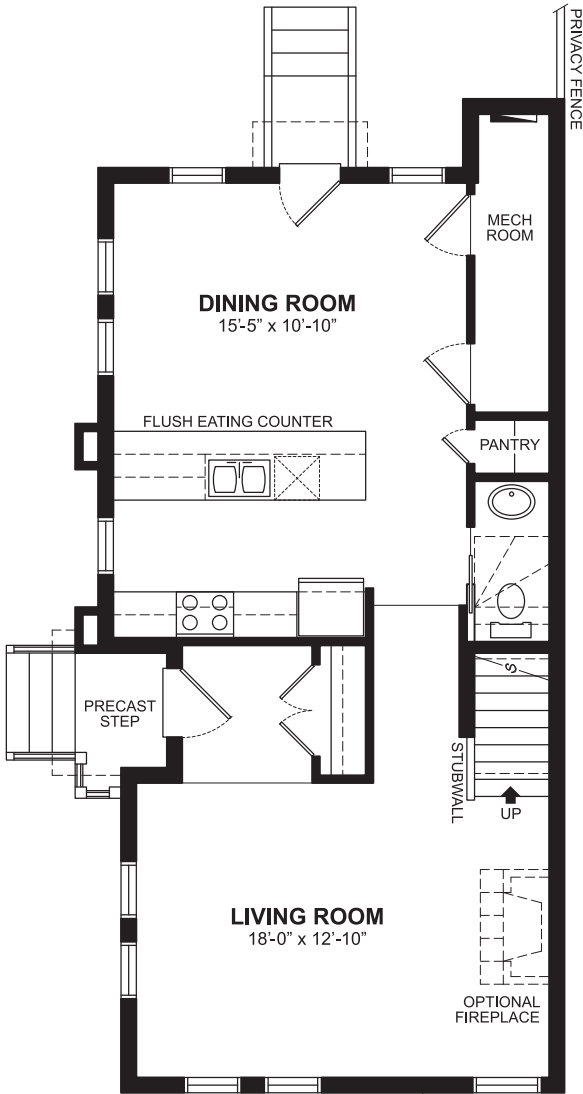 PRIVACY FENCE
MECH
ROOM
DINING ROOM
15'-5” x 10'-10”
FLUSH EATING COUNTER
PANTRY
S
PRECAST
STEP
STUBWALL
UP
LIVING ROOM
18'-0” x 12'-10”
OPTIONAL
FIREPLACE